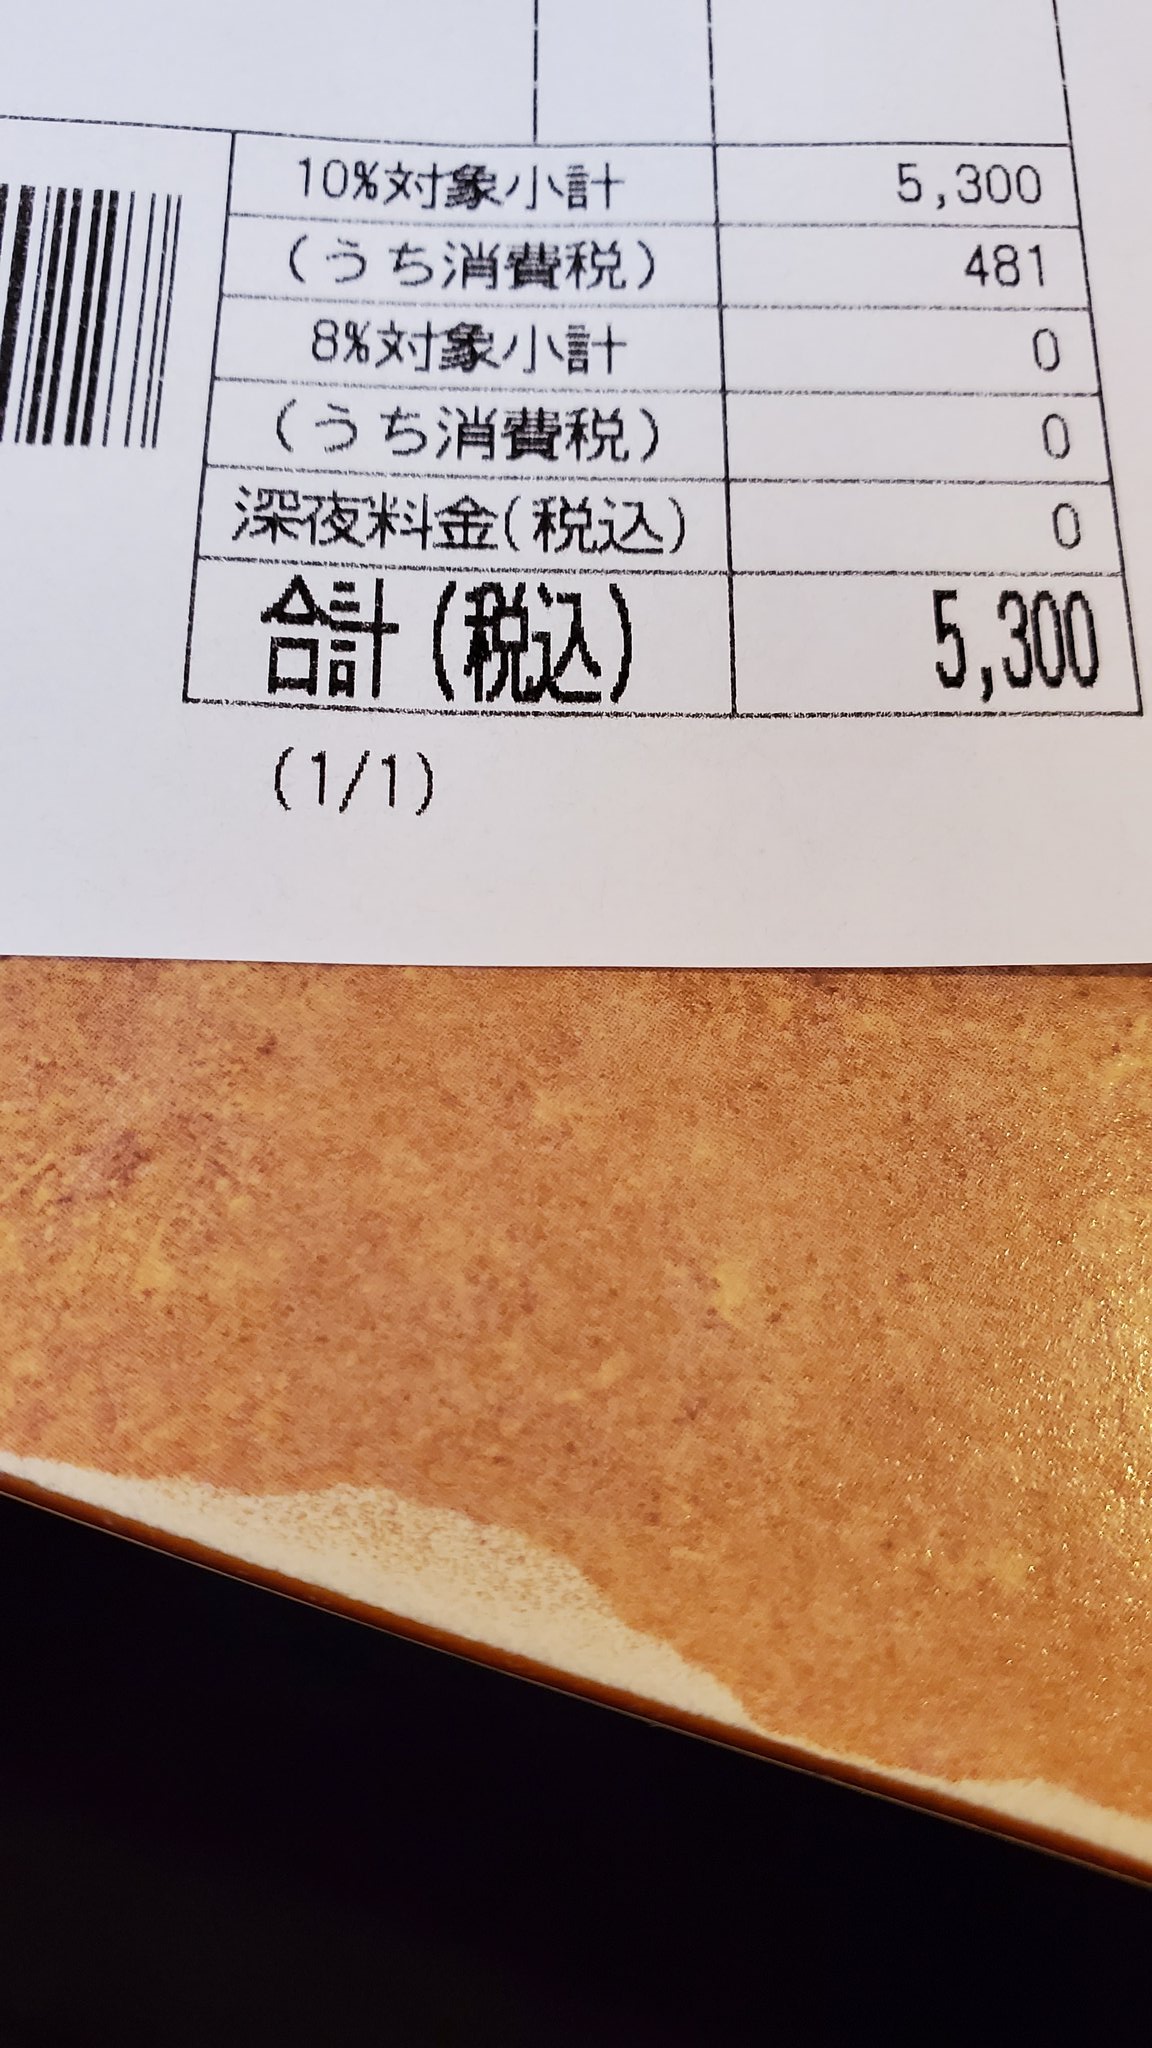 10%対象小計 5,300
(うち消費税) 481
8%対象小計 0
(うち消費税) 0
深夜料金(税込) 0
合計(税込) 5,300
(1/1)